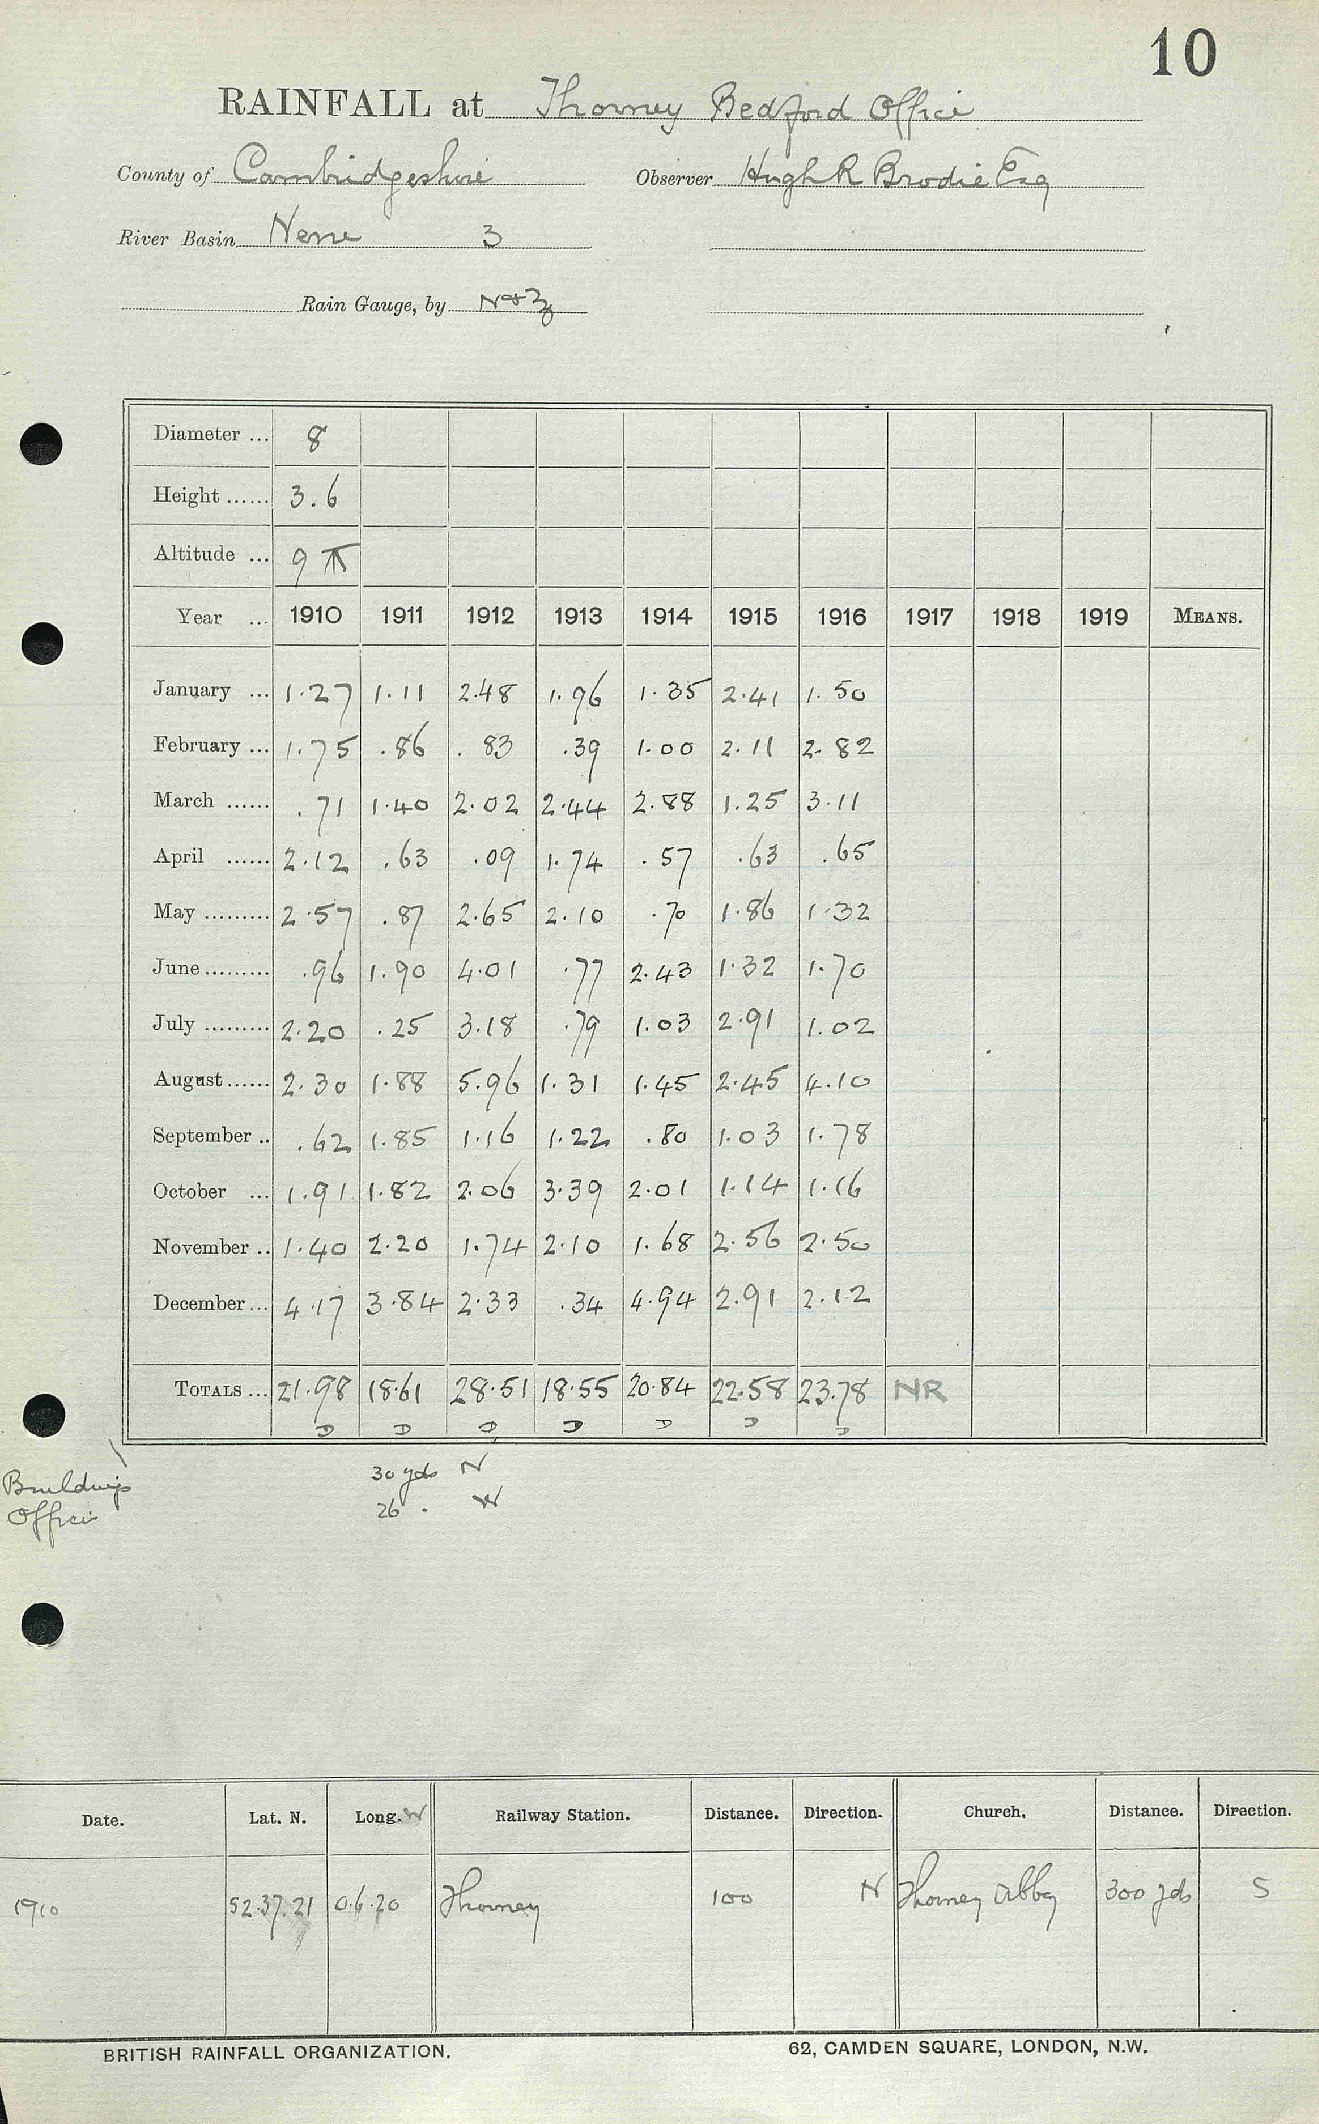 10
RAINFALL at Thorney Bedford Office
County of Cambridgeshire Observer Hugh R Brodie Esq
River Basin Nene 3
Rain Gauge, by N & Z
Diameter ... 8
Height ...... 3.6
Altitude ... 9
Year ... 1910 1911 1912 1913 1914 1915 1916 1917 1918 1919 MEANS.
January ... 1.27 1.11 2.48 1.96 1.35 2.41 1.50
February ... 1.75 .86 .83 .39 1.00 2.11 2.82
March ...... .71 1.40 2.02 2.44 2.88 1.25 3.11
April ...... 2.12 .63 .09 1.74 .57 .63 .65
May ......... 2.57 .87 2.65 2.10 .70 1.86 1.32
June ......... .96 1.90 4.01 .77 2.43 1.32 1.70
July ......... 2.20 .25 3.18 .79 1.03 2.91 1.02
August ...... 2.30 1.88 5.96 1.31 1.45 2.45 4.10
September .. .62 1.85 1.16 1.22 .80 1.03 1.78
October ... 1.91 1.82 2.06 3.39 2.01 1.14 1.16
November .. 1.40 2.20 1.74 2.10 1.68 2.56 2.50
December ... 4.17 3.84 2.33 .34 4.94 2.91 2.12
TOTALS ... 21.98 18.61 28.51 18.55 20.84 22.58 23.78 NR
D D D D D D D
Buildings
Office
30 yds N
26 . W
Date. Lat. N. Long. W Railway Station. Distance. Direction. Church. Distance. Direction.
1910 52.37.21 0.6.20 Thorney 100 N Thorney Abbey 300 yds S
BRITISH RAINFALL ORGANIZATION. 62, CAMDEN SQUARE, LONDON, N.W.